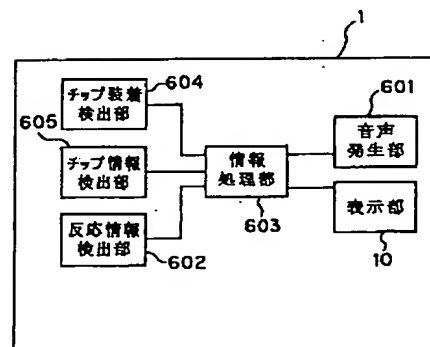 1
604
チップ装着
検出部
605
チップ情報
検出部
反応情報
検出部
602
情報
処理部
603
601
音声
発生部
表示部
10